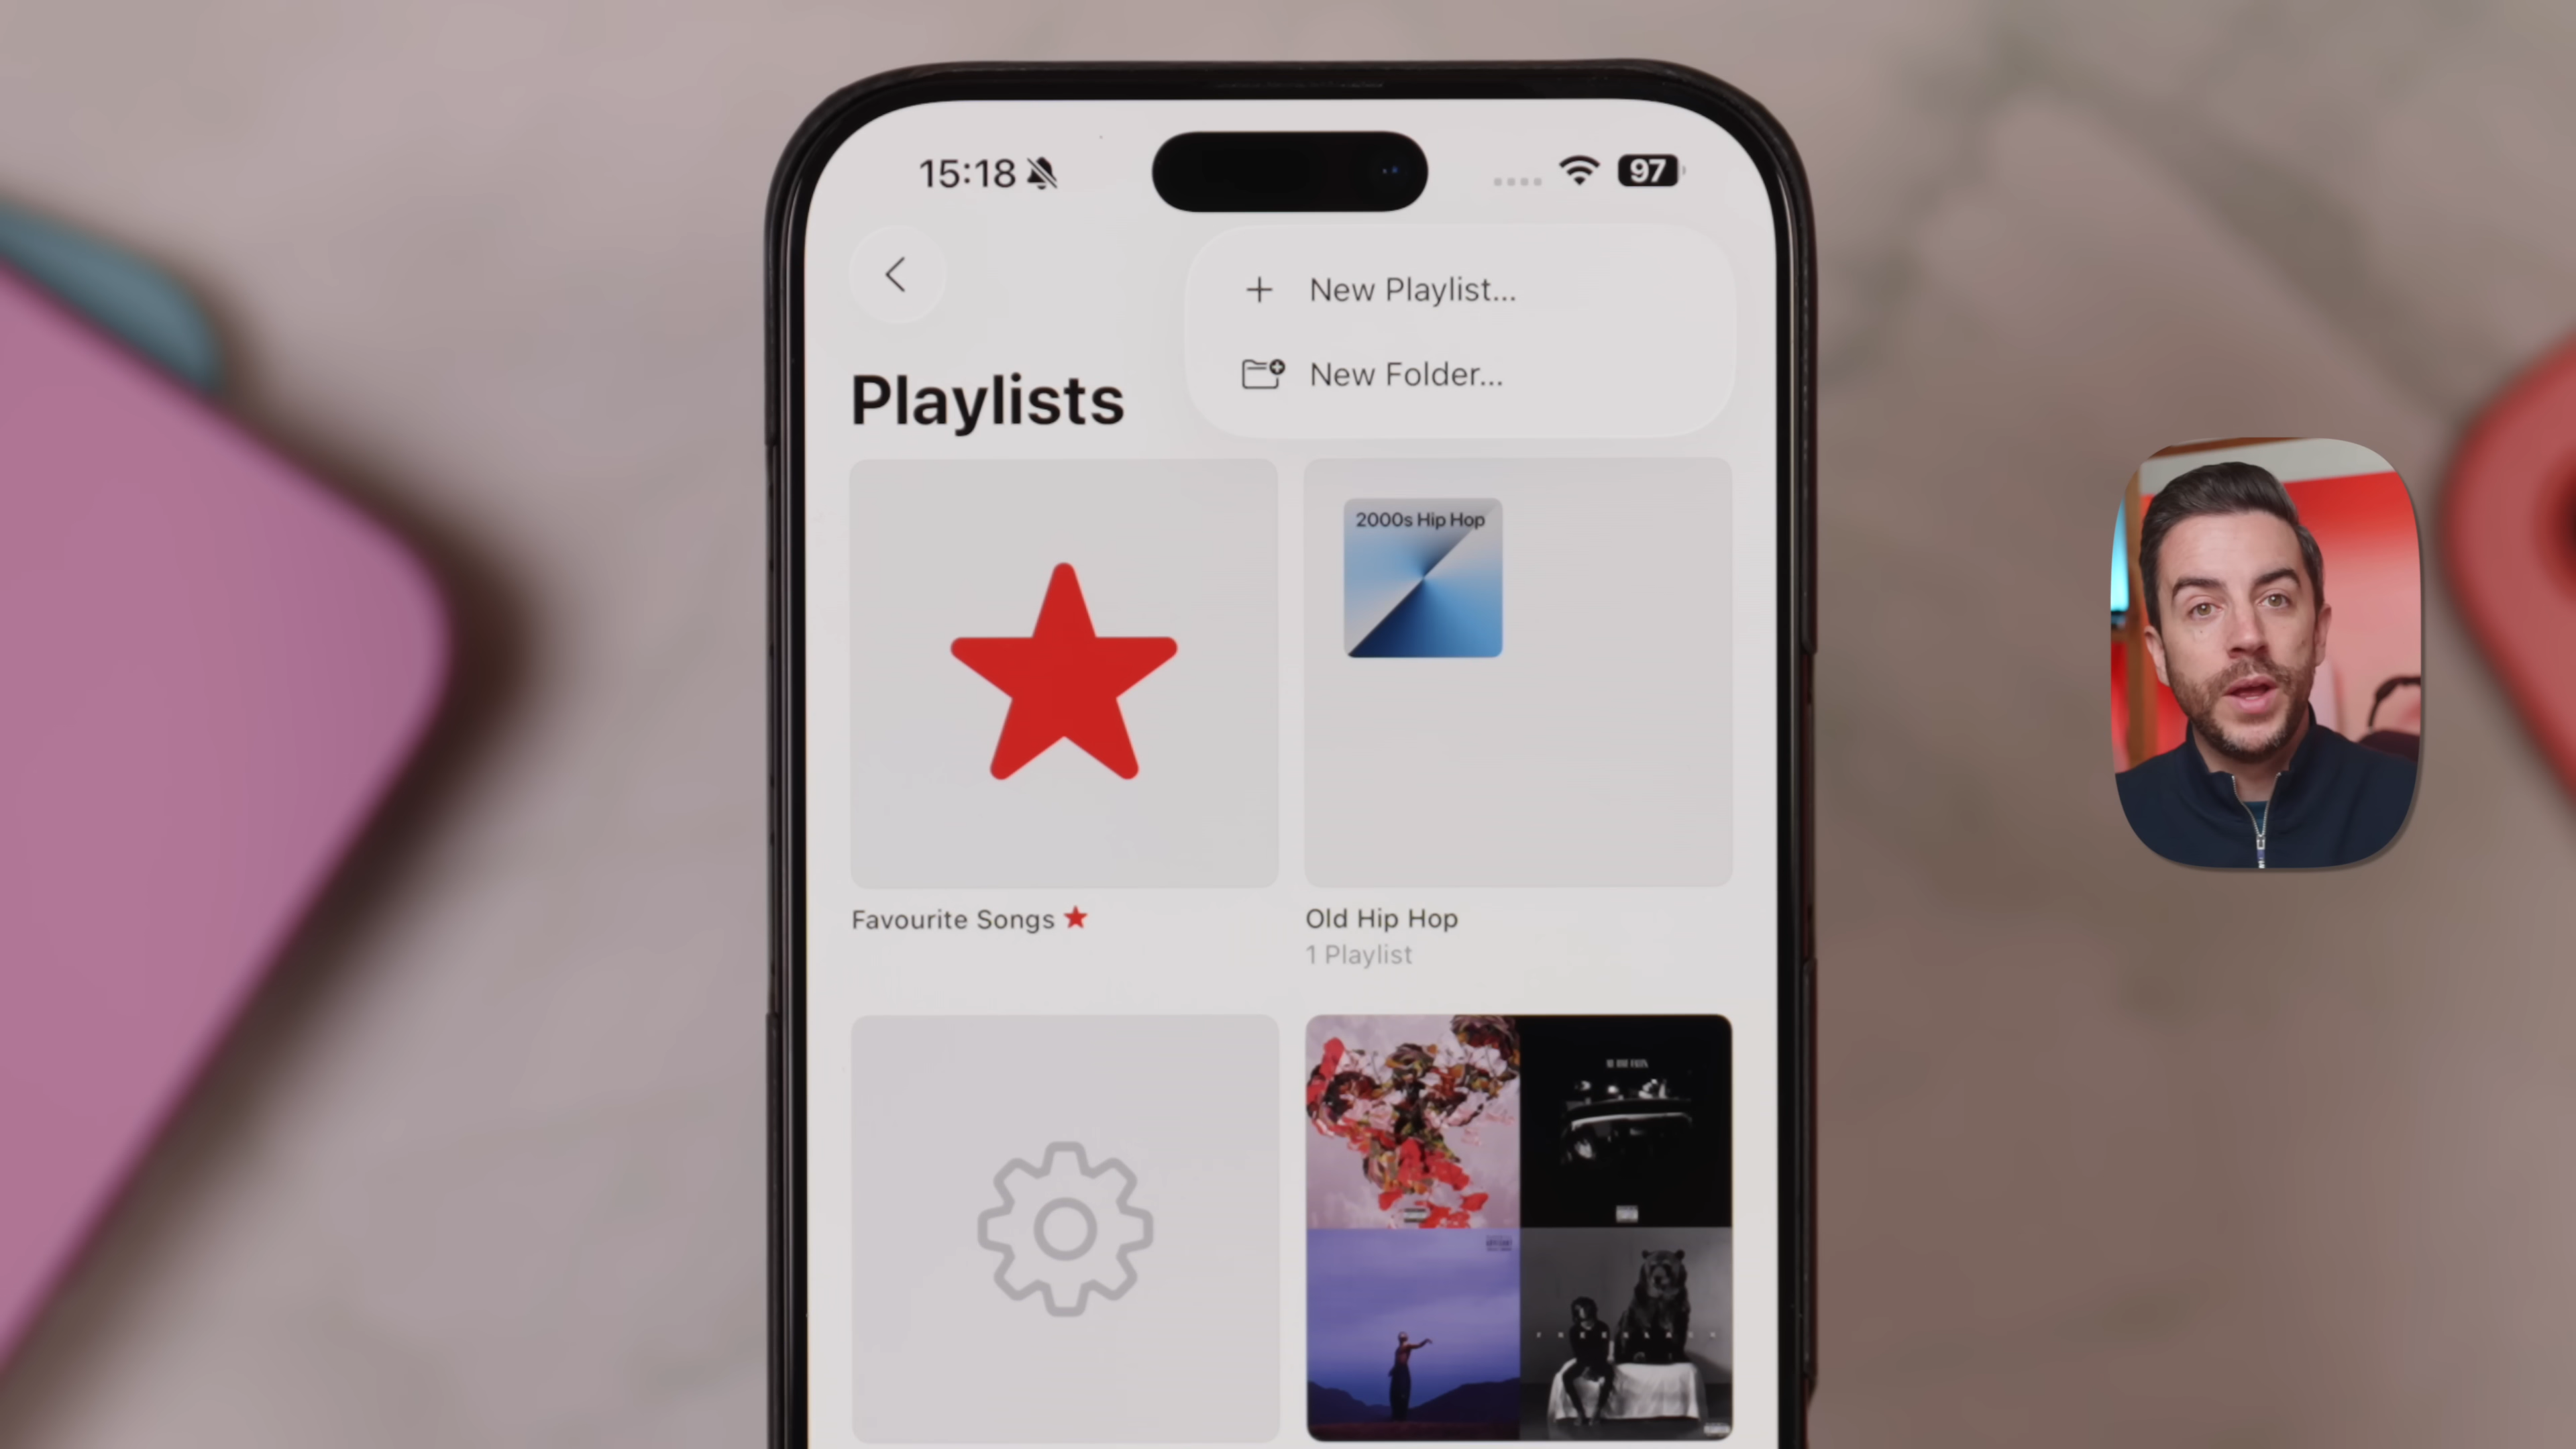 15:18
97
New Playlist...
New Folder...
Playlists
2000s Hip Hop
Favourite Songs
Old Hip Hop
1 Playlist